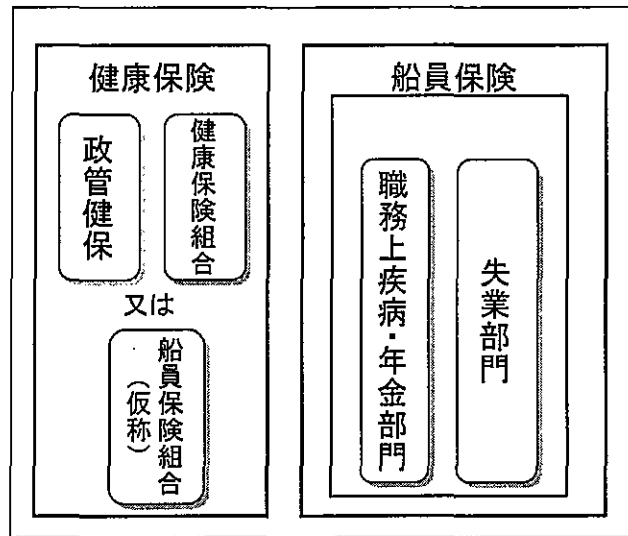 健康保険
政管健保
健康保険組合
又は
船員保険組合
（仮称）
船員保険
職務上疾病・年金部門
失業部門